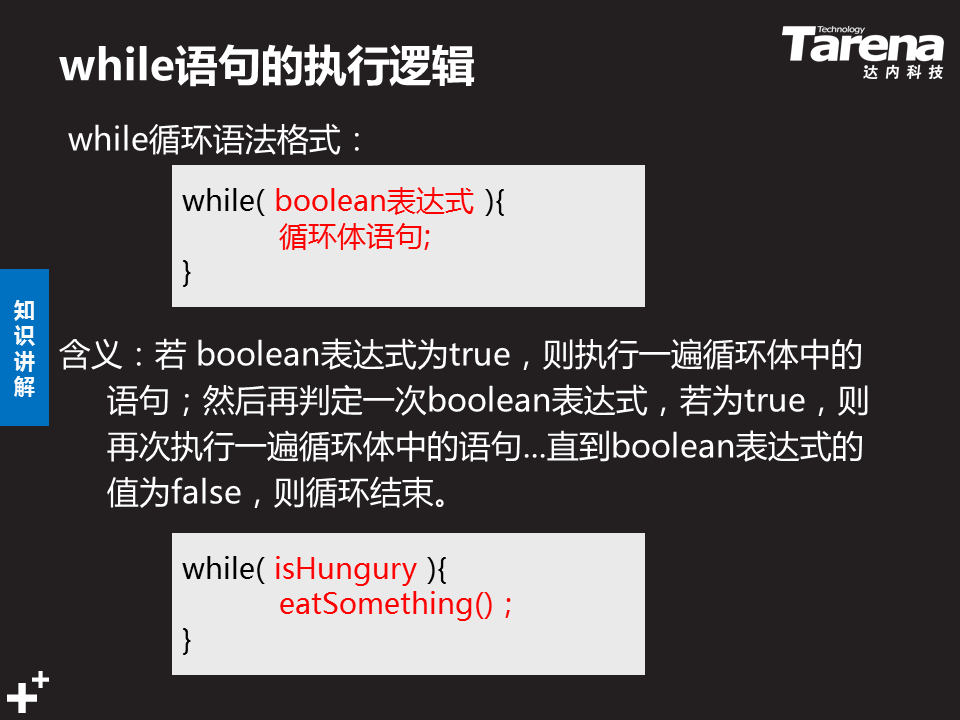 while语句的执行逻辑
Technology
Tarena
达内科技
while循环语法格式：
while( boolean表达式 ){
循环体语句;
}
知
识
讲
解
含义：若 boolean表达式为true，则执行一遍循环体中的
语句；然后再判定一次boolean表达式，若为true，则
再次执行一遍循环体中的语句...直到boolean表达式的
值为false，则循环结束。
while( isHungury ){
eatSomething()；
}